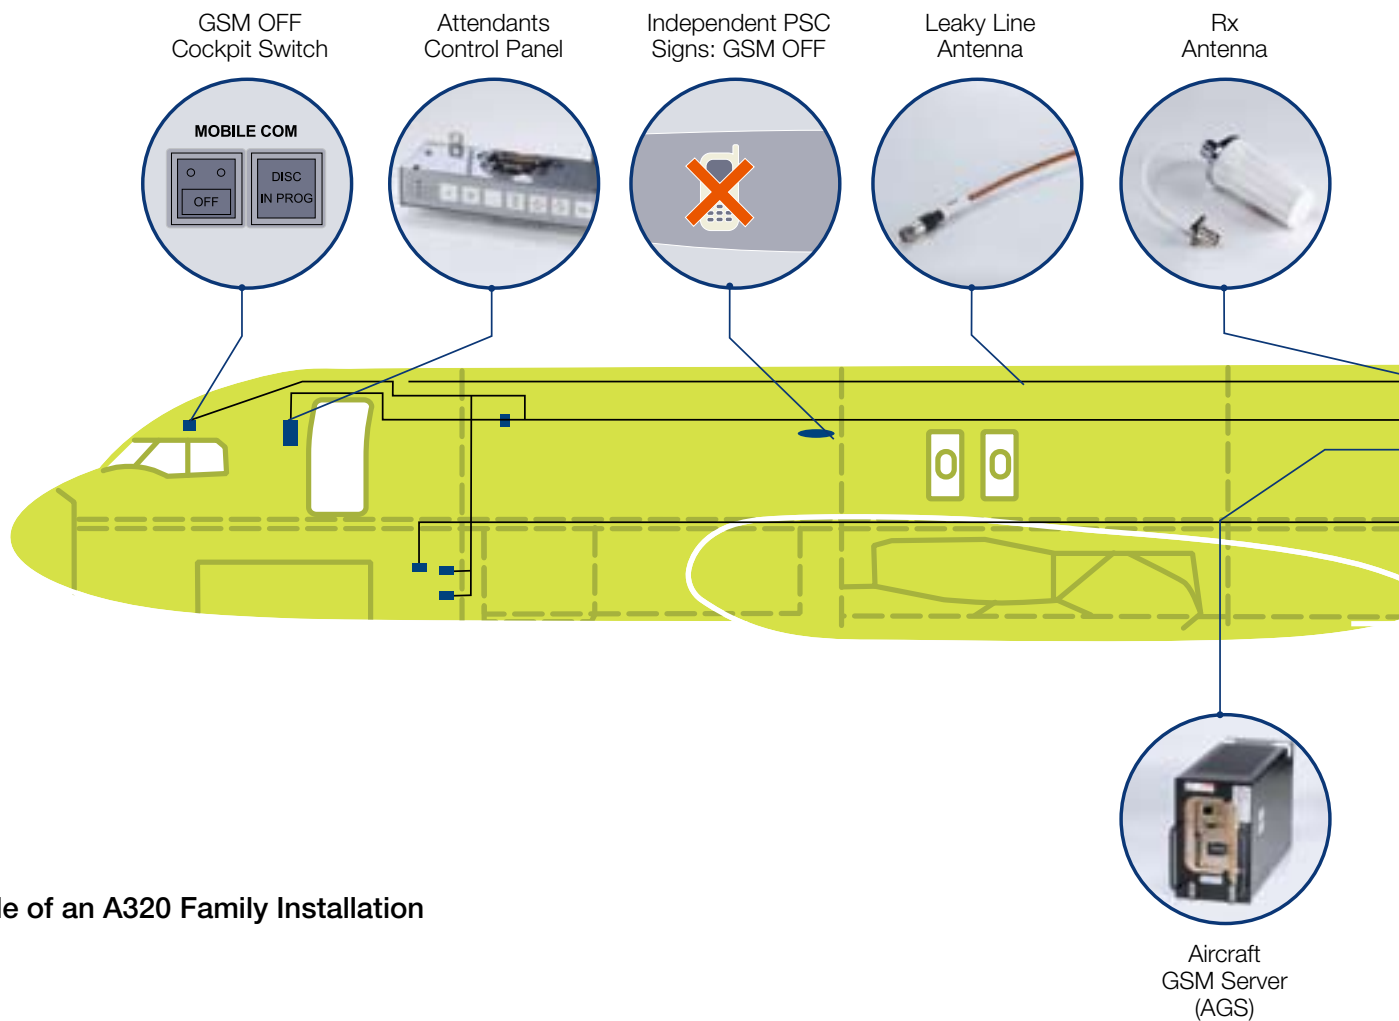 GSM OFF
Cockpit Switch
Attendants
Control Panel
Independent PSC
Signs: GSM OFF
Leaky Line
Antenna
Rx
Antenna
MOBILE COM
OFF
DISC
IN PROG
of an A320 Family Installation
Aircraft
GSM Server
(AGS)